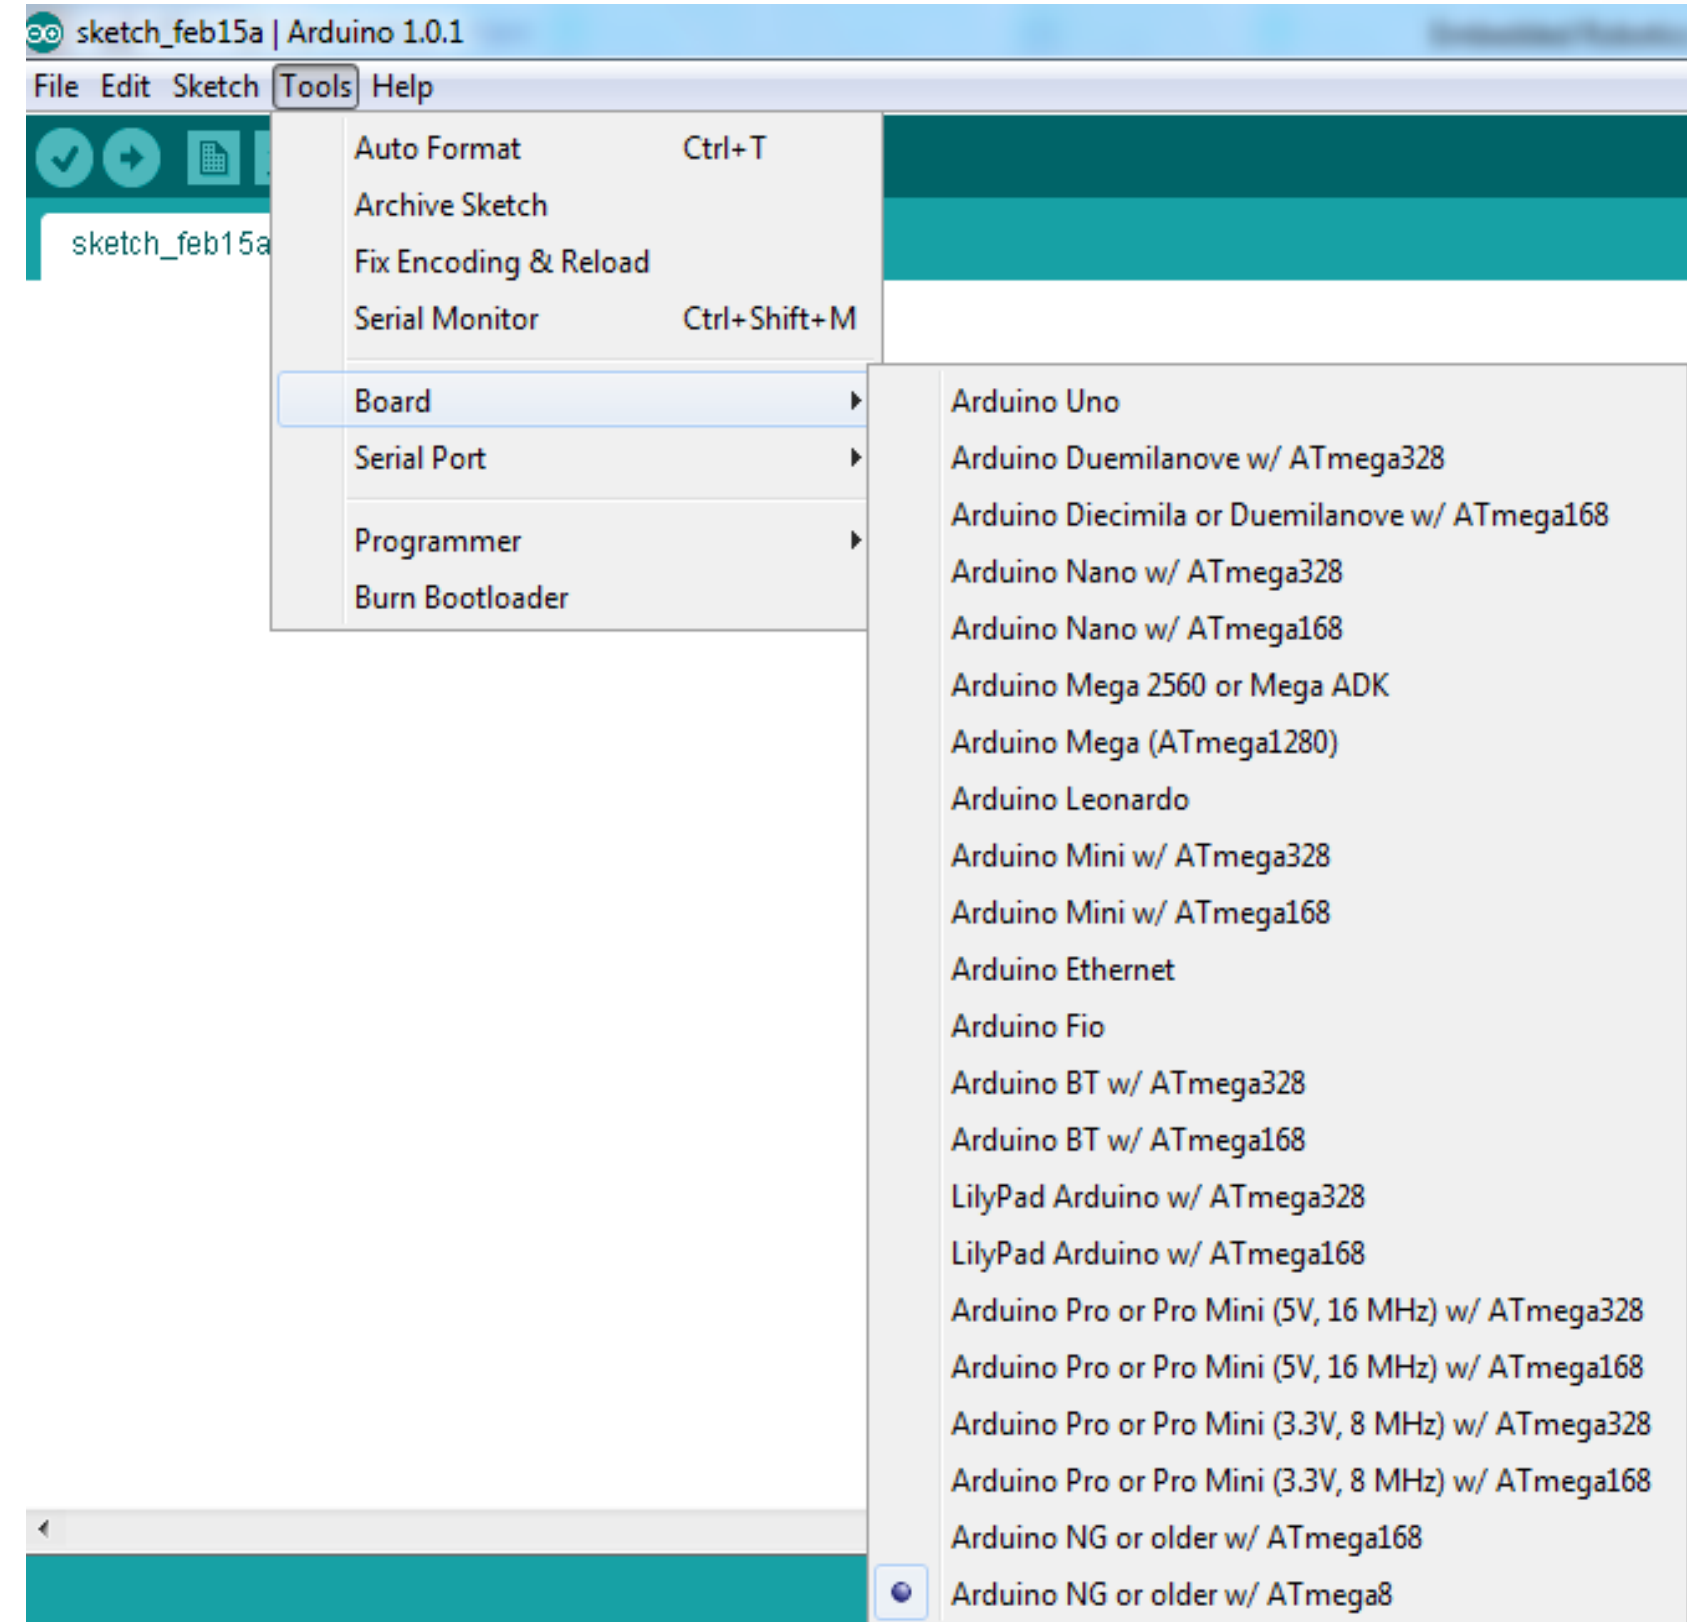 sketch_feb15a | Arduino 1.0.1
File Edit Sketch Tools Help
sketch_feb15a
Auto Format Ctrl+T
Archive Sketch
Fix Encoding & Reload
Serial Monitor Ctrl+Shift+M
Board
Serial Port
Programmer
Burn Bootloader
Arduino Uno
Arduino Duemilanove w/ ATmega328
Arduino Diecimila or Duemilanove w/ ATmega168
Arduino Nano w/ ATmega328
Arduino Nano w/ ATmega168
Arduino Mega 2560 or Mega ADK
Arduino Mega (ATmega1280)
Arduino Leonardo
Arduino Mini w/ ATmega328
Arduino Mini w/ ATmega168
Arduino Ethernet
Arduino Fio
Arduino BT w/ ATmega328
Arduino BT w/ ATmega168
LilyPad Arduino w/ ATmega328
LilyPad Arduino w/ ATmega168
Arduino Pro or Pro Mini (5V, 16 MHz) w/ ATmega328
Arduino Pro or Pro Mini (5V, 16 MHz) w/ ATmega168
Arduino Pro or Pro Mini (3.3V, 8 MHz) w/ ATmega328
Arduino Pro or Pro Mini (3.3V, 8 MHz) w/ ATmega168
Arduino NG or older w/ ATmega168
Arduino NG or older w/ ATmega8